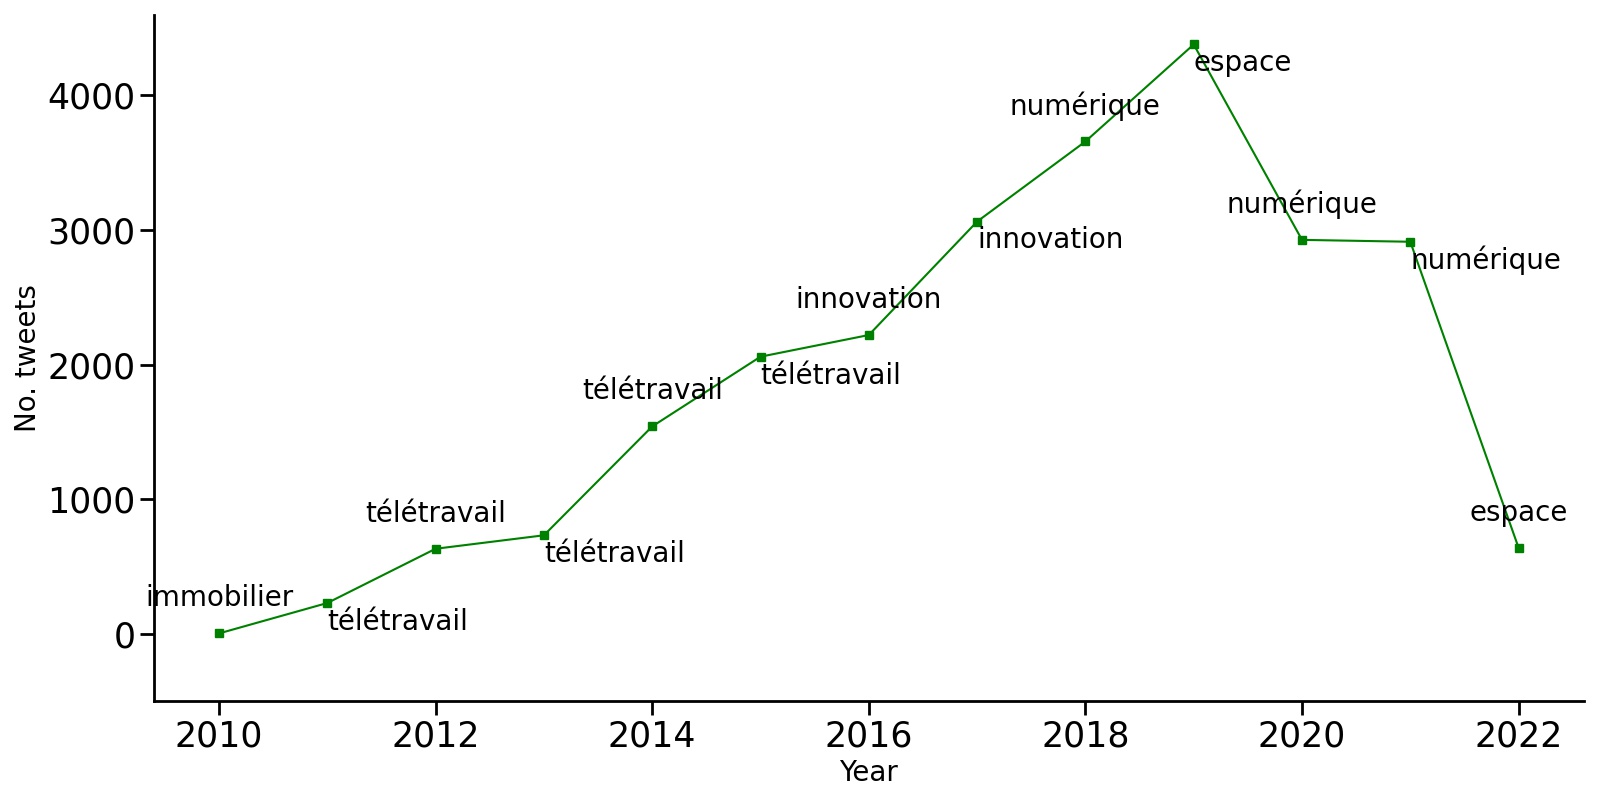 espace
4000
numérique
numérique
3000
innovation
numérique
innovation
No. tweets
2000
télétravail
télétravail
1000
télétravail
espace
télétravail
immobilier
télétravail
0
2010 2012 2014 2016 2018 2020 2022
Year